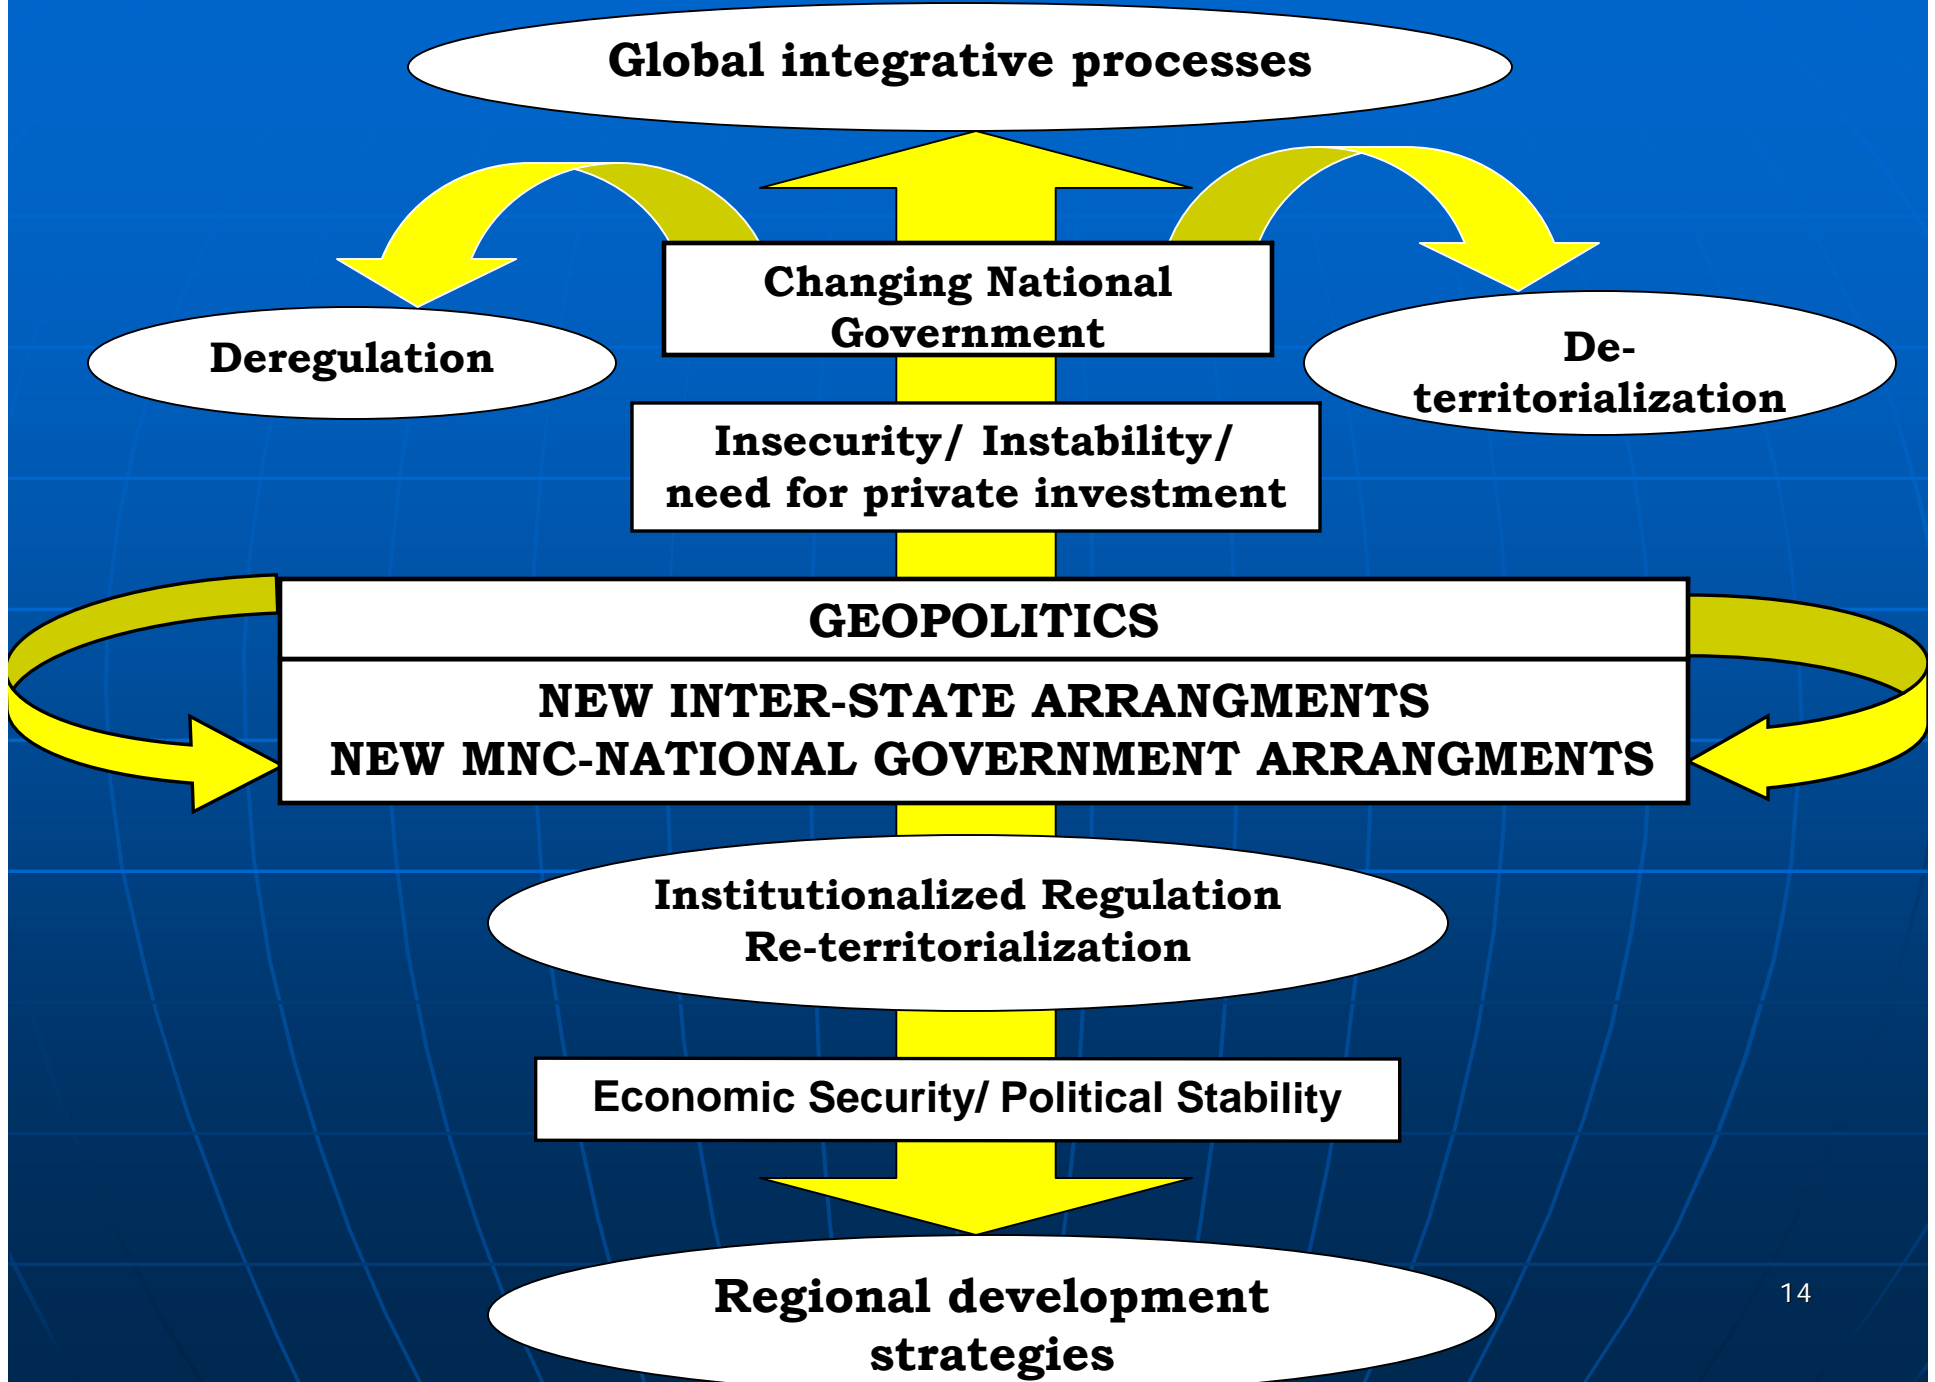 Global integrative processes
Changing National
Government
Deregulation
De-
territorialization
Insecurity/ Instability/
need for private investment
GEOPOLITICS
NEW INTER-STATE ARRANGMENTS
NEW MNC-NATIONAL GOVERNMENT ARRANGMENTS
Institutionalized Regulation
Re-territorialization
Economic Security/ Political Stability
Regional development
strategies
14